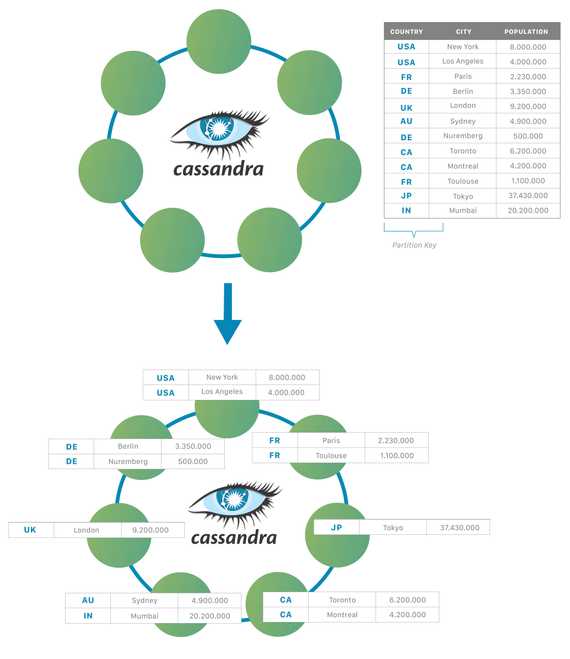 COUNTRY CITY POPULATION
USA New York 8.000.000
USA Los Angeles 4.000.000
FR Paris 2.230.000
DE Berlin 3.350.000
UK London 9.200.000
AU Sydney 4.900.000
DE Nuremberg 500.000
CA Toronto 6.200.000
CA Montreal 4.200.000
FR Toulouse 1.100.000
JP Tokyo 37.430.000
IN Mumbai 20.200.000
Partition Key
cassandra
USA New York 8.000.000
USA Los Angeles 4.000.000
DE Berlin 3.350.000
DE Nuremberg 500.000
FR Paris 2.230.000
FR Toulouse 1.100.000
UK London 9.200.000
JP Tokyo 37.430.000
cassandra
AU Sydney 4.900.000
IN Mumbai 20.200.000
CA Toronto 6.200.000
CA Montreal 4.200.000